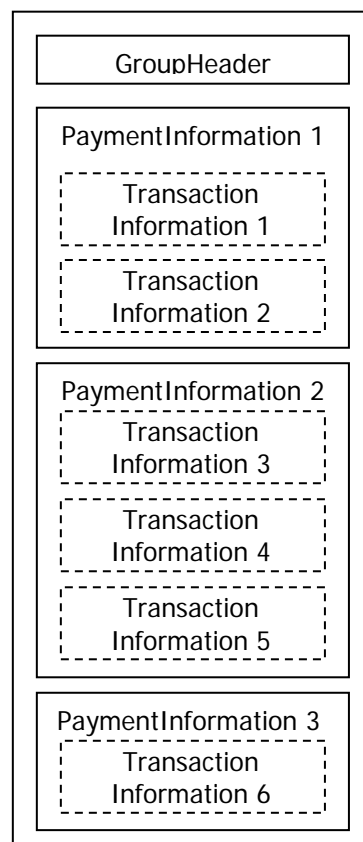 GroupHeader
PaymentInformation 1
Transaction
Information 1
Transaction
Information 2
PaymentInformation 2
Transaction
Information 3
Transaction
Information 4
Transaction
Information 5
PaymentInformation 3
Transaction
Information 6